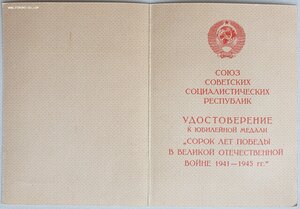 СОЮЗ
СОВЕТСКИХ
СОЦИАЛИСТИЧЕСКИХ
РЕСПУБЛИК
УДОСТОВЕРЕНИЕ
К ЮБИЛЕЙНОЙ МЕДАЛИ
„СОРОК ЛЕТ ПОБЕДЫ
В ВЕЛИКОЙ ОТЕЧЕСТВЕННОЙ
ВОЙНЕ 1941—1945 гг."